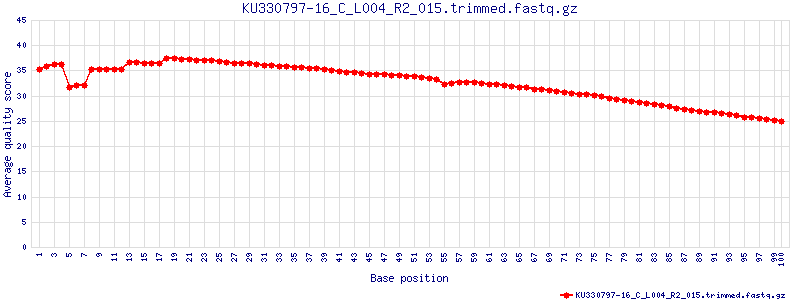 KU330797-16_C_L004_R2_015.trimmed.fastq.gz
45
40
35
30
25
20
15
10
5
0
Average quality score
1 3 5 7 9 11 13 15 17 19 21 23 25 27 29 31 33 35 37 39 41 43 45 47 49 51 53 55 57 59 61 63 65 67 69 71 73 75 77 79 81 83 85 87 89 91 93 95 97 99 100
Base position
KU330797-16_C_L004_R2_015.trimmed.fastq.gz